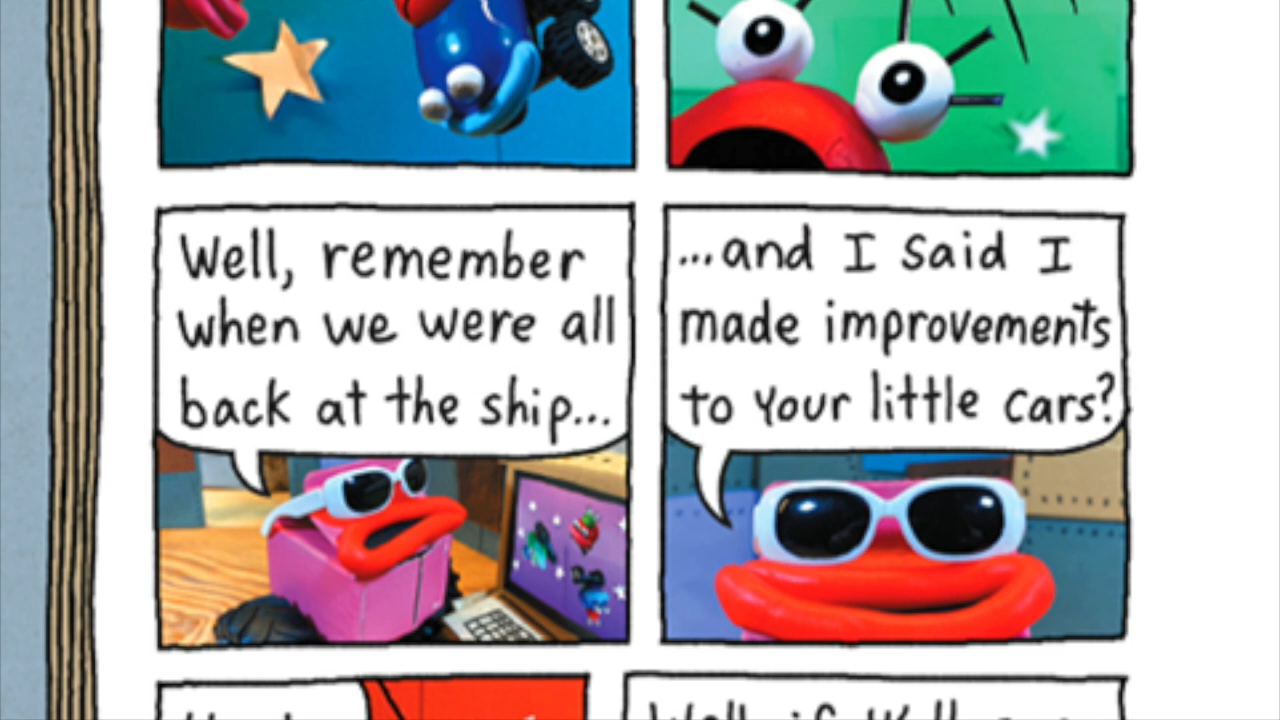 Well, remember
when we were all
back at the ship...
...and I said I
made improvements
to your little cars?